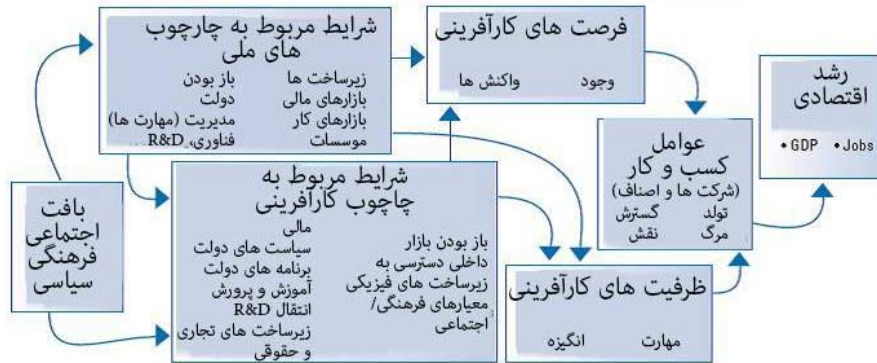 شرایط مربوط به چارچوب
های ملی
زیرساخت ها
بازارهای مالی
بازارهای کار
موسسات
باز بودن
دولت
مدیریت (مهارت ها)
فناوری، R&D...
فرصت های کارآفرینی
وجود
واکنش ها
رشد
اقتصادی
• GDP • Jobs
عوامل
کسب و کار
(شرکت ها و اصناف)
تولد گسترش
مرگ نقش
شرایط مربوط به
چاچوب کارآفرینی
باز بودن بازار
داخلی دسترسی به
زیرساخت های فیزیکی
معیارهای فرهنگی/
اجتماعی
مالی
سیاست های دولت
برنامه های دولت
آموزش و پرورش
انتقال R&D
زیرساخت های تجاری
و حقوقی
بافت
اجتماعی
فرهنگی
سیاسی
ظرفیت های کارآفرینی
مهارت
انگیزه